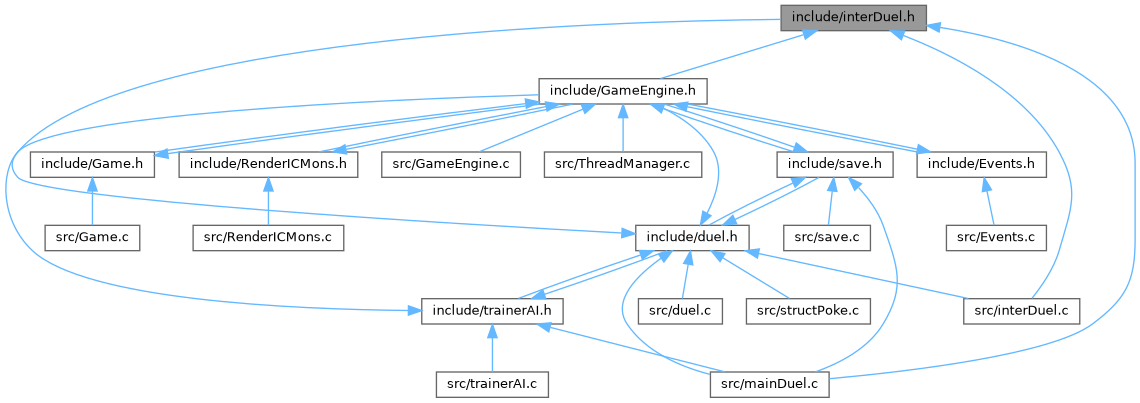 include/interDuel.h
include/GameEngine.h
include/Game.h
include/RenderICMons.h
src/GameEngine.c
src/ThreadManager.c
include/save.h
include/Events.h
src/Game.c
src/RenderICMons.c
include/duel.h
src/save.c
src/Events.c
include/trainerAI.h
src/duel.c
src/structPoke.c
src/interDuel.c
src/trainerAI.c
src/mainDuel.c